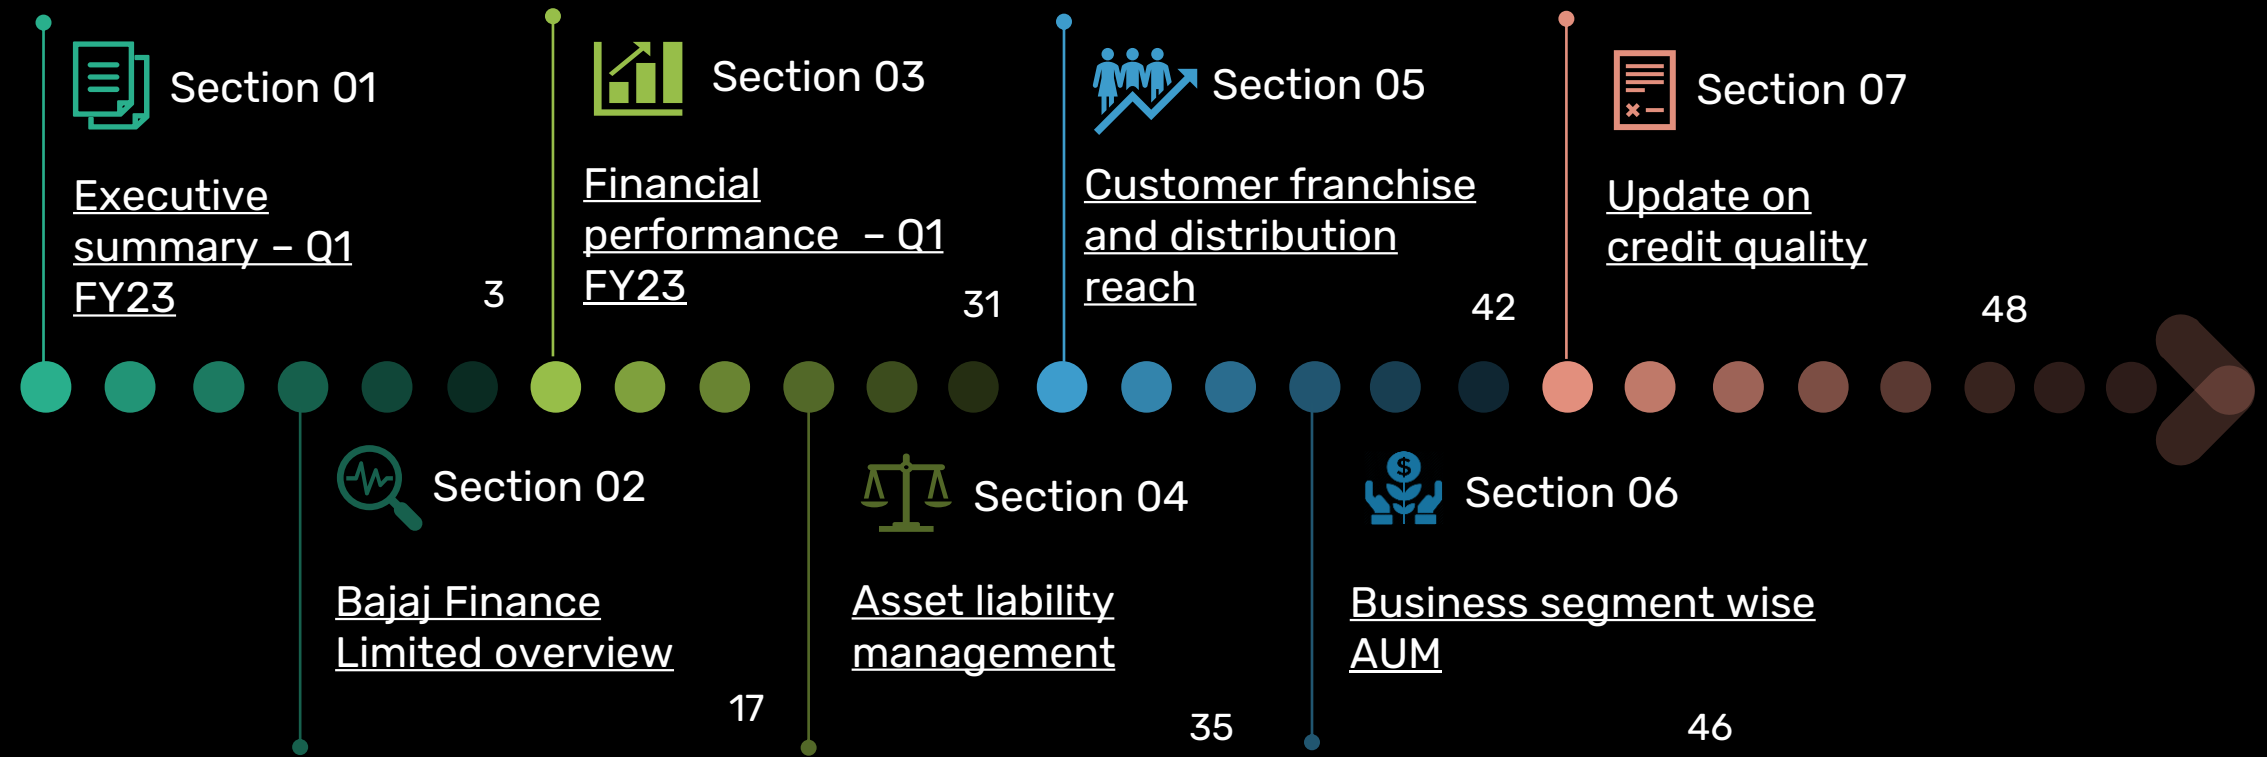 Section 01
Executive
summary – Q1
FY23
3
Section 02
Bajaj Finance
Limited overview
17
Section 03
Financial
performance – Q1
FY23
31
Section 04
Asset liability
management
35
Section 05
Customer franchise
and distribution
reach
42
Section 06
Business segment wise
AUM
46
Section 07
Update on
credit quality
48
$